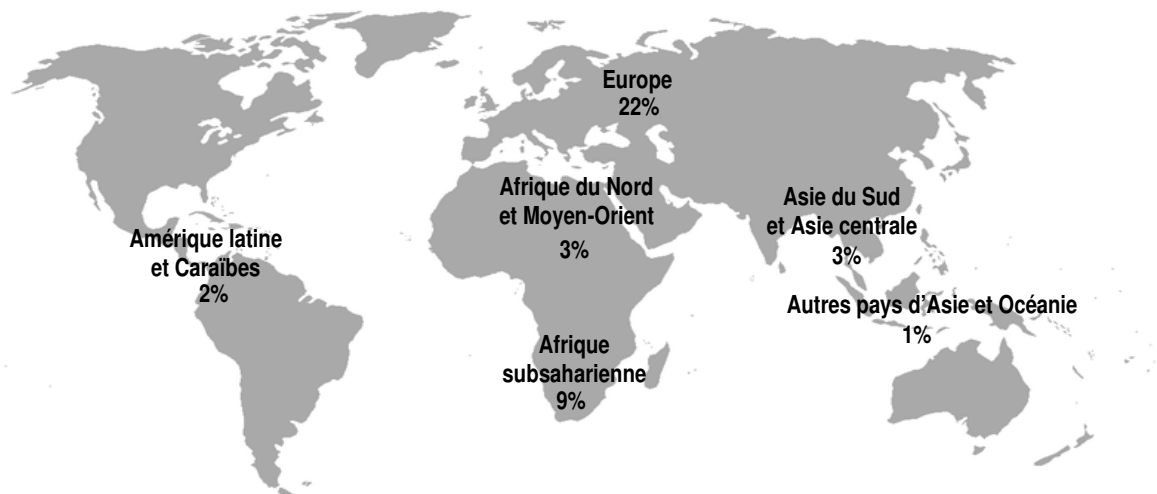 Europe
22%
Afrique du Nord
et Moyen-Orient
3%
Asie du Sud
et Asie centrale
3%
Amérique latine
et Caraïbes
2%
Autres pays d'Asie et Océanie
1%
Afrique
subsaharienne
9%